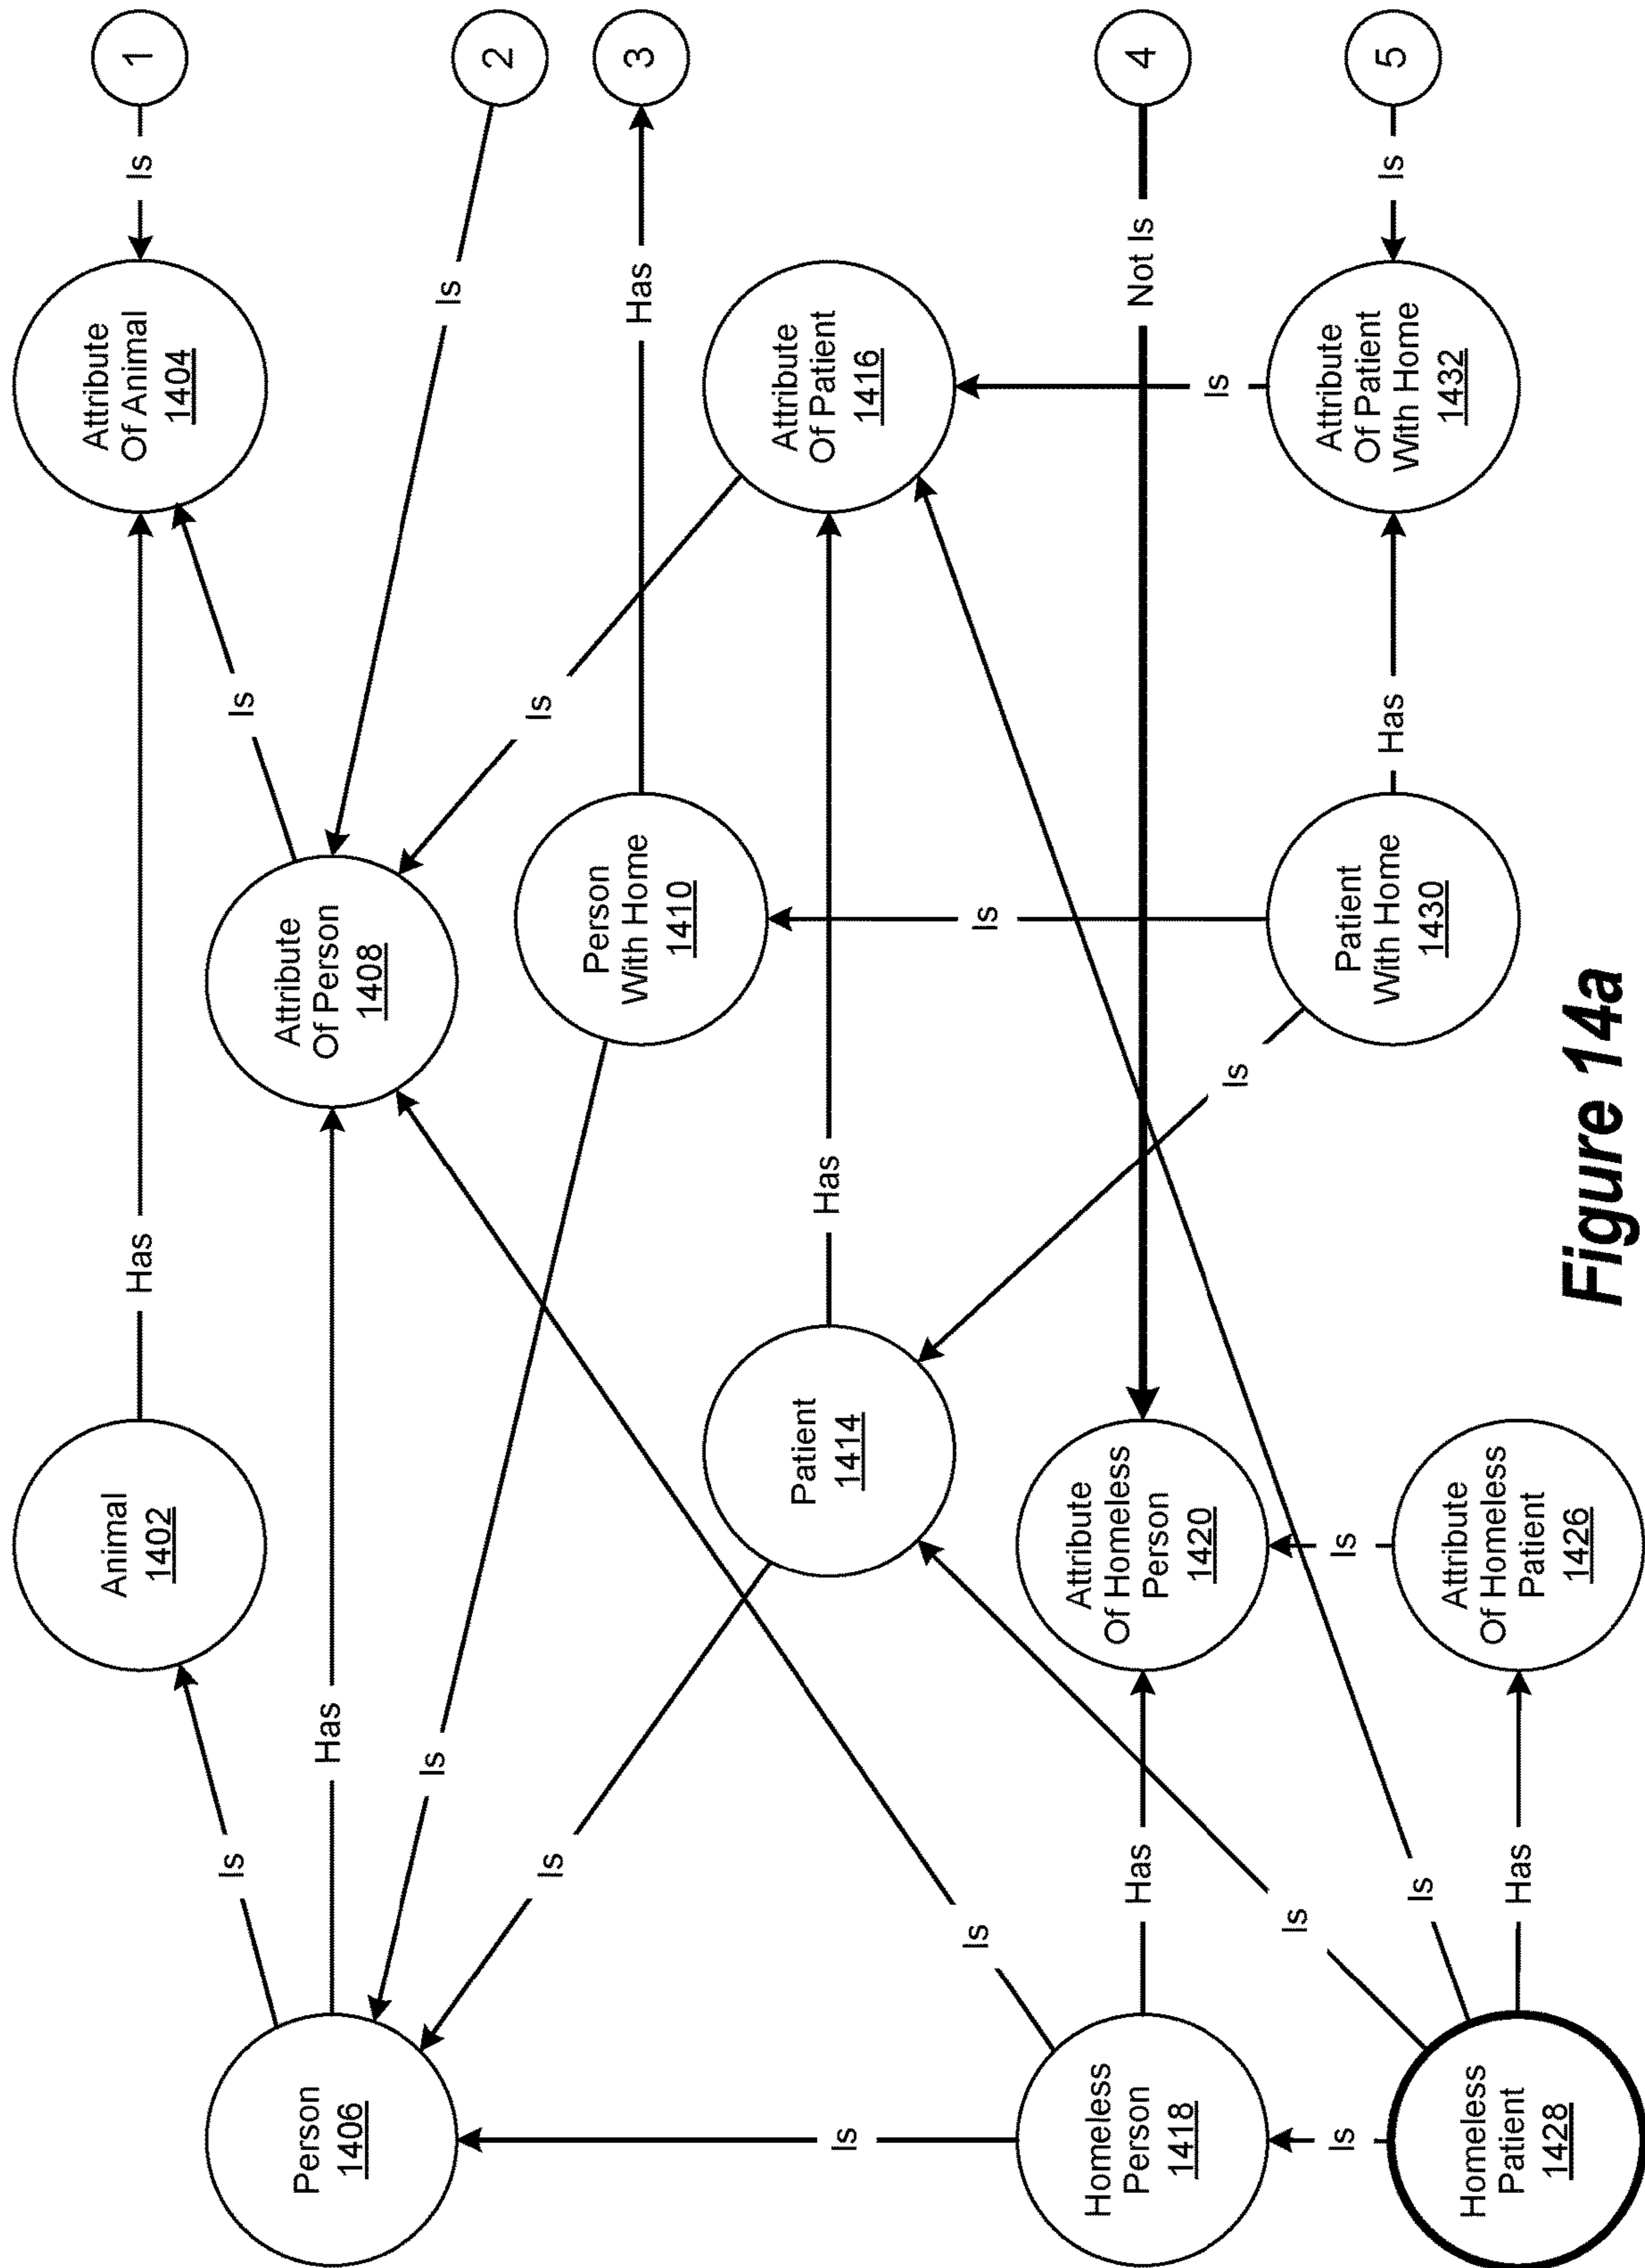 Animal
1402
Has
Attribute
Of Animal
1404
Is
1
Is
Is
Person
1406
Has
Attribute
Of Person
1408
Is
Is
2
Is
Is
Person
With Home
1410
Has
3
Patient
1414
Has
Attribute
Of Patient
1416
Is
Is
Is
Homeless
Person
1418
Has
Attribute
Of Homeless
Person
1420
Not Is
4
Is
Is
Is
Is
Is
Patient
With Home
1430
Has
Attribute
Of Patient
With Home
1432
Is
5
Is
Homeless
Patient
1428
Has
Attribute
Of Homeless
Patient
1426
Figure 14a